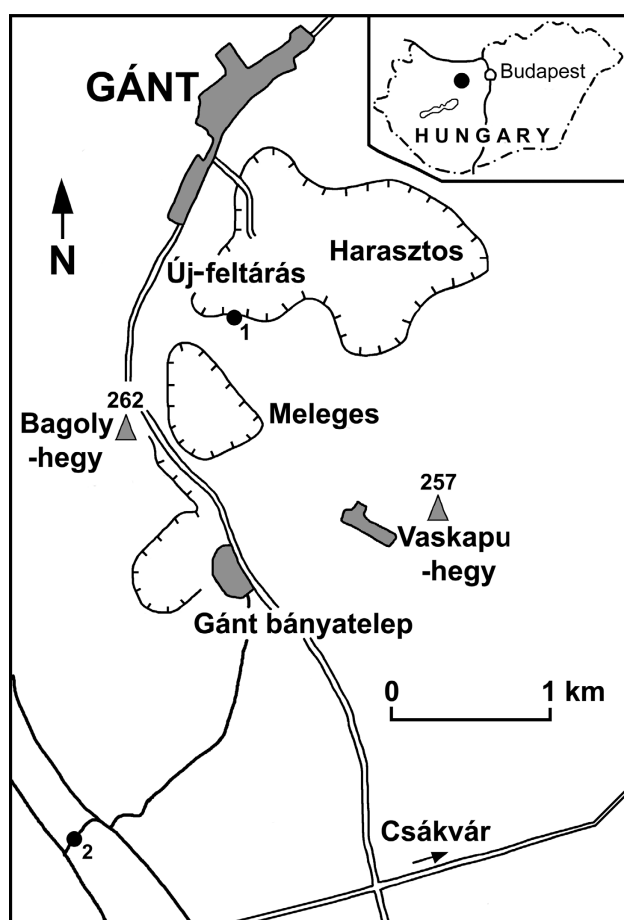 GÁNT
Budapest
HUNGARY
N
Harasztos
Új-feltárás
1
262
Bagoly
-hegy
Meleges
257
Vaskapu
-hegy
Gánt bányatelep
0 1 km
Csákvár
2